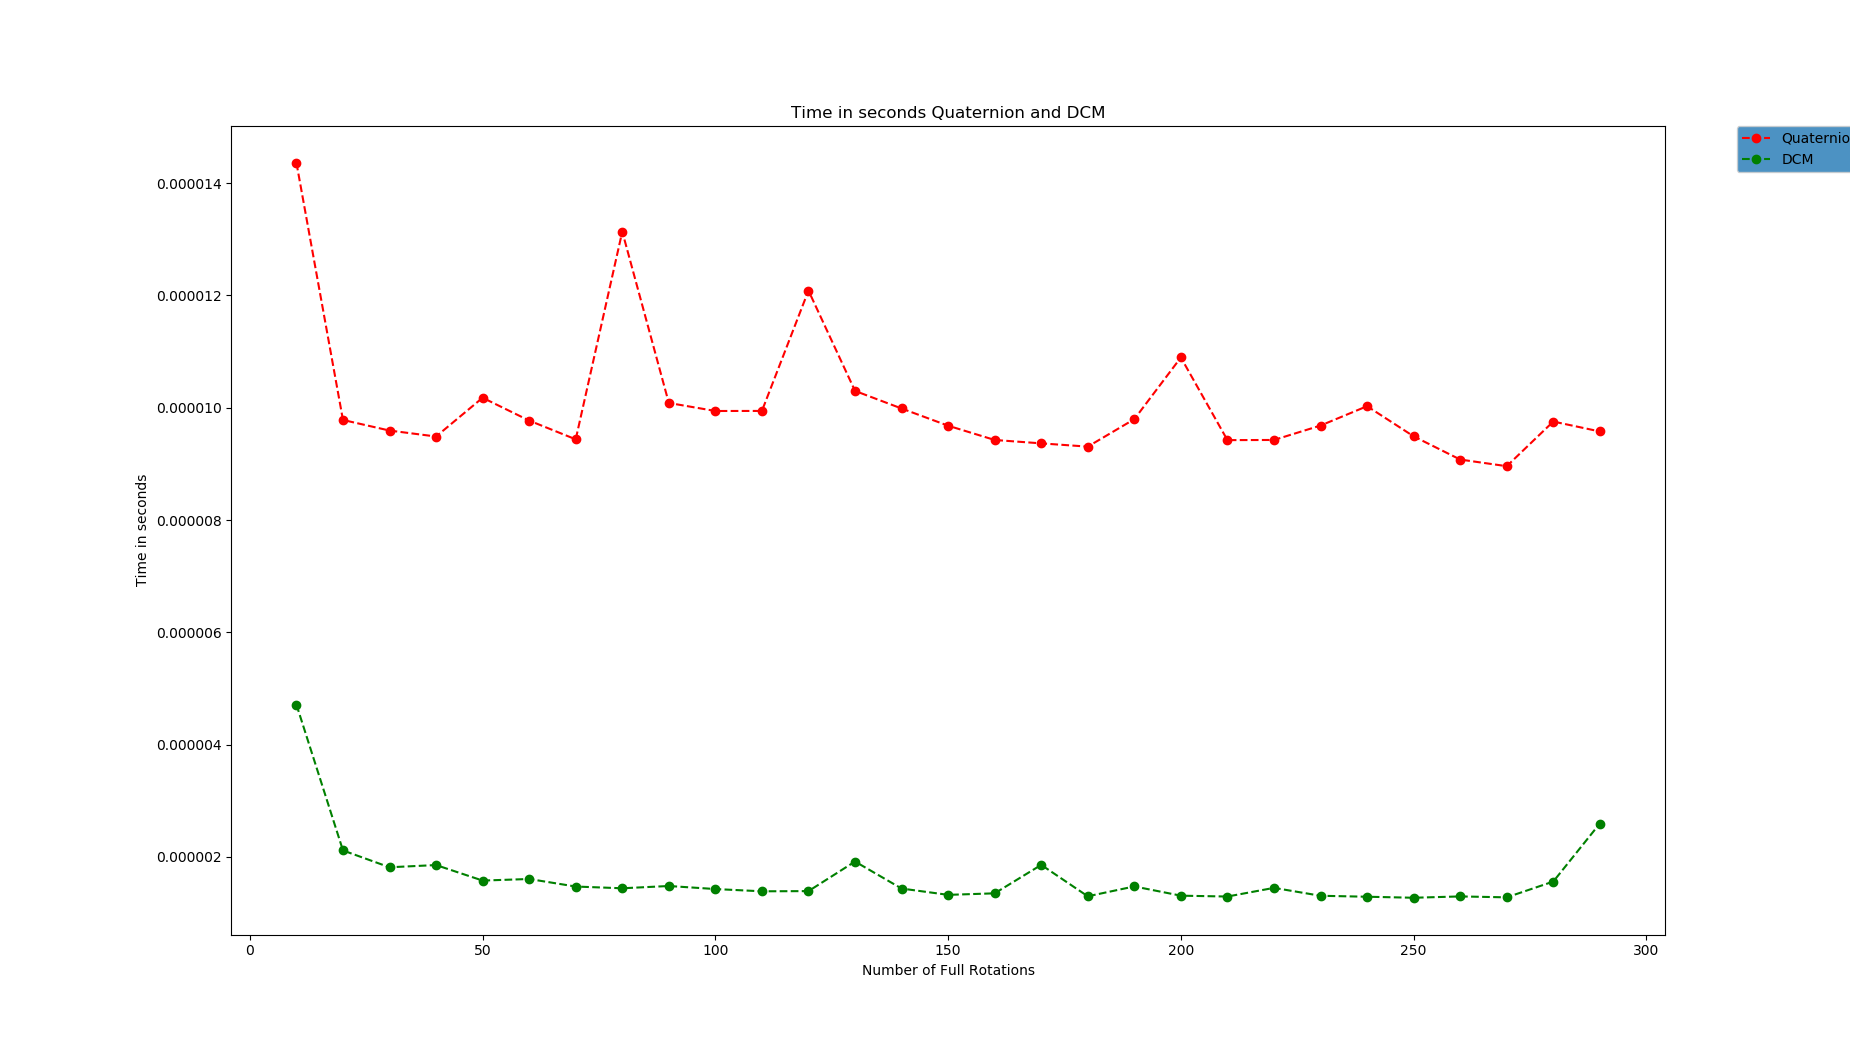 Time in seconds Quaternion and DCM
Quaternio
DCM
0.000014
0.000012
0.000010
0.000008
0.000006
0.000004
0.000002
Time in seconds
0 50 100 150 200 250 300
Number of Full Rotations